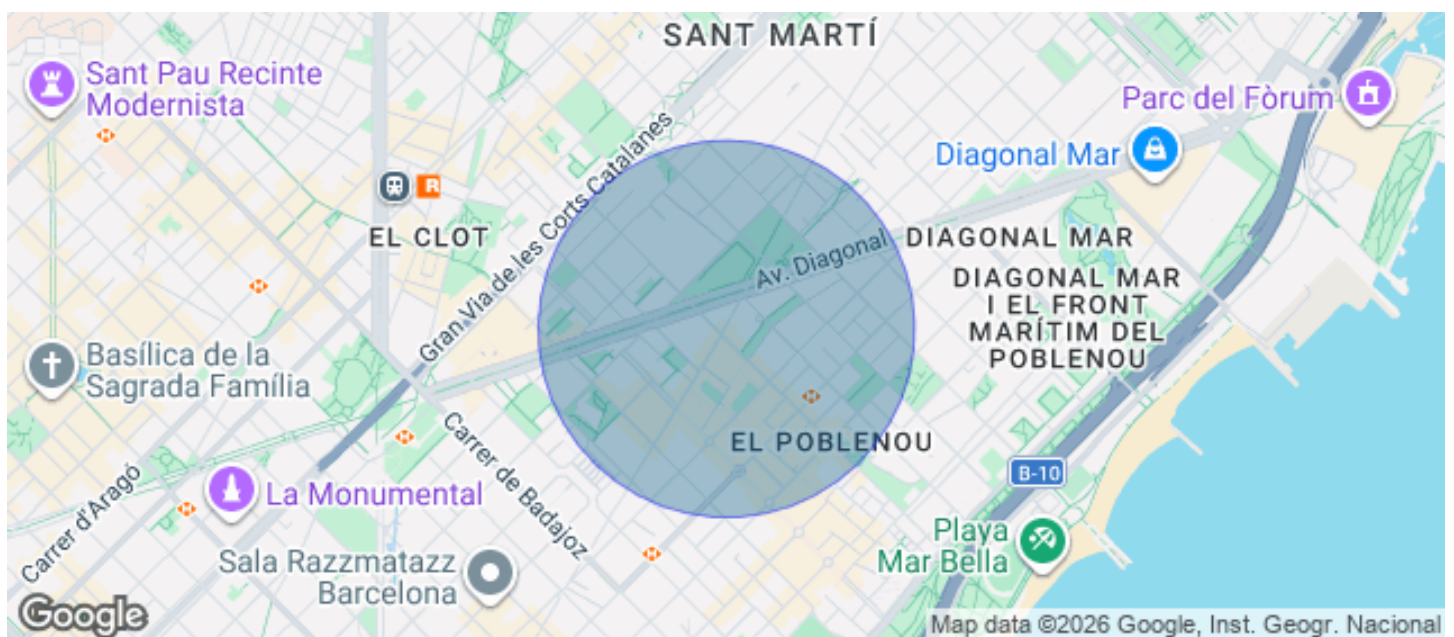 SANT MARTÍ
Sant Pau Recinte
Modernista
Parc del Fòrum
Diagonal Mar
Gran Via de les Corts Catalanes
R
EL CLOT
Av. Diagonal
DIAGONAL MAR
DIAGONAL MAR
I EL FRONT
MARÍTIM DEL
POBLENOU
Basílica de la
Sagrada Família
EL POBLENOU
Carrer de Badajoz
B-10
Carrer d'Aragó
La Monumental
Playa
Mar Bella
Sala Razzmatazz
Barcelona
Google
Map data ©2026 Google, Inst. Geogr. Nacional